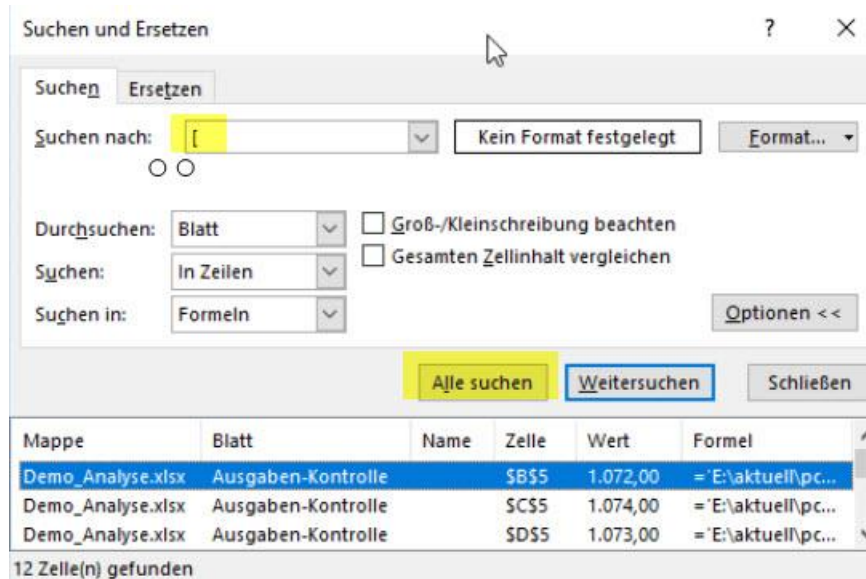 Suchen und Ersetzen ?
Suchen Ersetzen
Suchen nach: [ Kein Format festgelegt Format...
Durchsuchen: Blatt Groß-/Kleinschreibung beachten
Suchen: In Zeilen Gesamten Zellinhalt vergleichen
Suchen in: Formeln Optionen <<
Alle suchen Weitersuchen Schließen
Mappe Blatt Name Zelle Wert Formel
Demo_Analyse.xlsx Ausgaben-Kontrolle $B$5 1.072,00 ='E:\aktuell\pc...
Demo_Analyse.xlsx Ausgaben-Kontrolle $C$5 1.074,00 ='E:\aktuell\pc...
Demo_Analyse.xlsx Ausgaben-Kontrolle $D$5 1.073,00 ='E:\aktuell\pc...
12 Zelle(n) gefunden